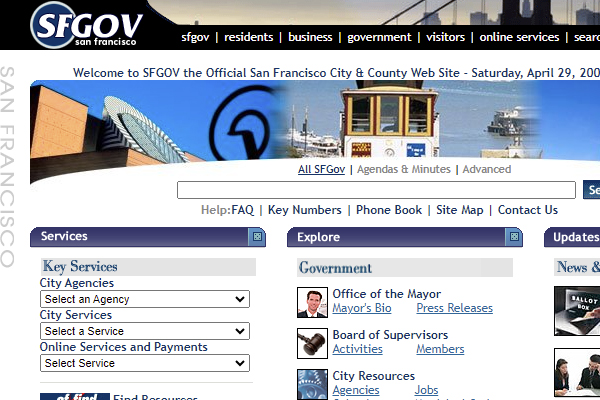 SFGOV
san francisco
sfgov | residents | business | government | visitors | online services | searc
Welcome to SFGOV the Official San Francisco City & County Web Site - Saturday, April 29, 200
SAN FRANCISCO
All SFGov | Agendas & Minutes | Advanced
Se
Help:FAQ | Key Numbers | Phone Book | Site Map | Contact Us
Services
Explore
Updates
Key Services
City Agencies
Select an Agency
City Services
Select a Service
Online Services and Payments
Select Service
Find Resources
Government
Office of the Mayor
Mayor's Bio Press Releases
Board of Supervisors
Activities Members
City Resources
Agencies Jobs
News &
BALLOT
BOX